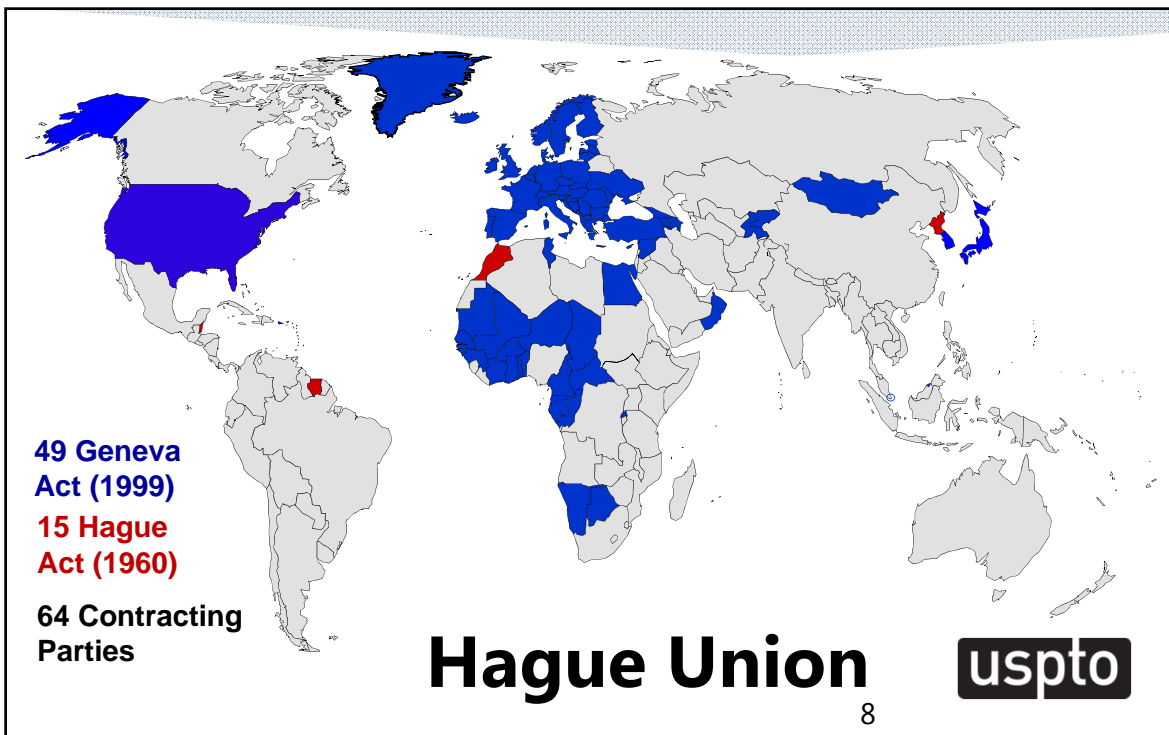 49 Geneva
Act (1999)
15 Hague
Act (1960)
64 Contracting
Parties
Hague Union
uspto
8